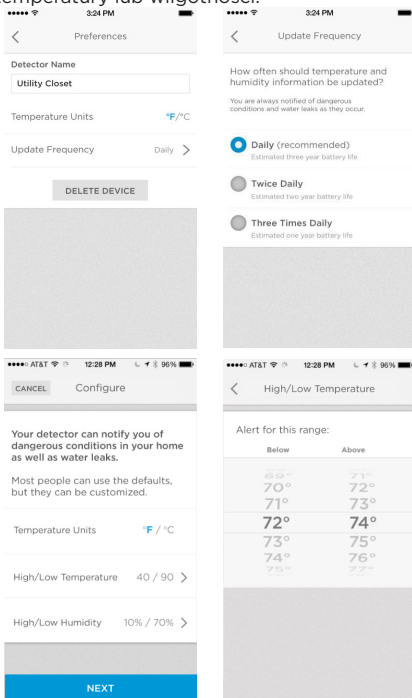 temperatury lub wilgotności.
3:24 PM
Preferences
Detector Name
Utility Closet
Temperature Units °F/°C
Update Frequency Daily
DELETE DEVICE
3:24 PM
Update Frequency
How often should temperature and
humidity information be updated?
You are always notified of dangerous
conditions and water leaks as they occur.
Daily (recommended)
Estimated three year battery life
Twice Daily
Estimated two year battery life
Three Times Daily
Estimated one year battery life
AT&T 12:28 PM 96%
CANCEL Configure
Your detector can notify you of
dangerous conditions in your home
as well as water leaks.
Most people can use the defaults,
but they can be customized.
Temperature Units °F / °C
High/Low Temperature 40 / 90
High/Low Humidity 10% / 70%
NEXT
AT&T 12:28 PM 96%
High/Low Temperature
Alert for this range:
Below Above
69° 71°
70° 72°
71° 73°
72° 74°
73° 75°
74° 76°
75° 77°